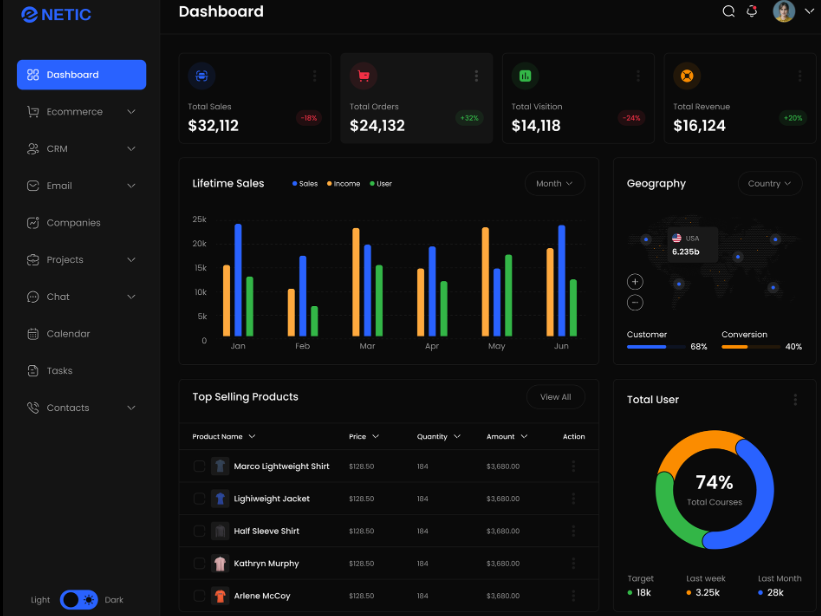 NETIC
Dashboard
Dashboard
Ecommerce
CRM
Email
Companies
Projects
Chat
Calendar
Tasks
Contacts
Light Dark
Total Sales
$32,112 -18%
Total Orders
$24,132 +32%
Total Visition
$14,118 -24%
Total Revenue
$16,124 +20%
Lifetime Sales Sales Income User Month
25k
20k
15k
10k
5k
0
Jan Feb Mar Apr May Jun
Geography Country
USA
6.235b
Customer Conversion
68% 40%
Top Selling Products View All
Product Name Price Quantity Amount Action
Marco Lightweight Shirt $128.50 184 $3,680.00
Lighiweight Jacket $128.50 184 $3,680.00
Half Sleeve Shirt $128.50 184 $3,680.00
Kathryn Murphy $128.50 184 $3,680.00
Arlene McCoy $128.50 184 $3,680.00
Total User
74%
Total Courses
Target Last week Last Month
18k 3.25k 28k